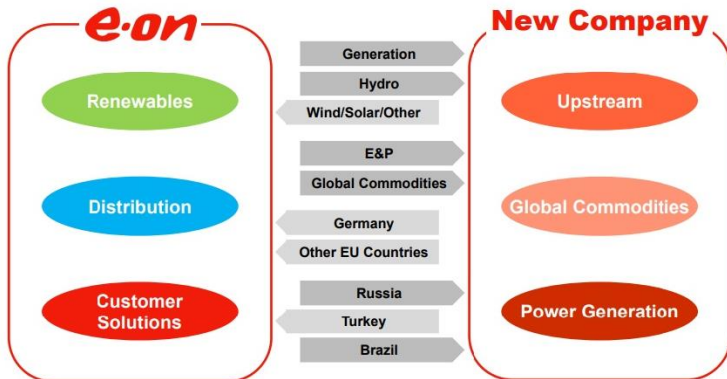 e·on
Renewables
Distribution
Customer
Solutions
Generation
Hydro
Wind/Solar/Other
E&P
Global Commodities
Germany
Other EU Countries
Russia
Turkey
Brazil
New Company
Upstream
Global Commodities
Power Generation